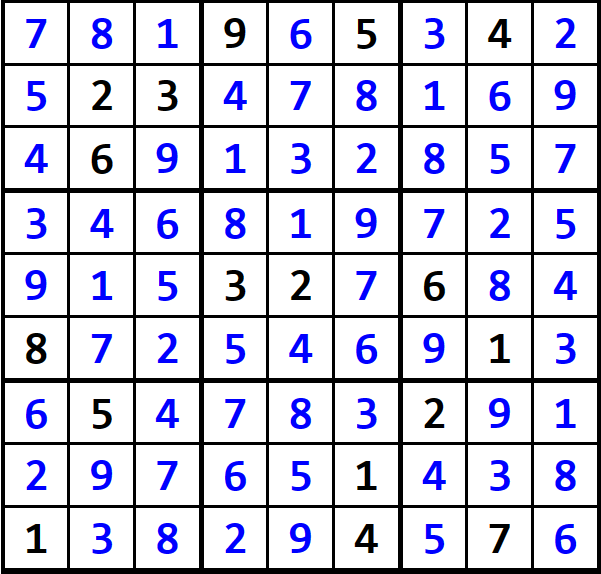 7 8 1 9 6 5 3 4 2
5 2 3 4 7 8 1 6 9
4 6 9 1 3 2 8 5 7
3 4 6 8 1 9 7 2 5
9 1 5 3 2 7 6 8 4
8 7 2 5 4 6 9 1 3
6 5 4 7 8 3 2 9 1
2 9 7 6 5 1 4 3 8
1 3 8 2 9 4 5 7 6